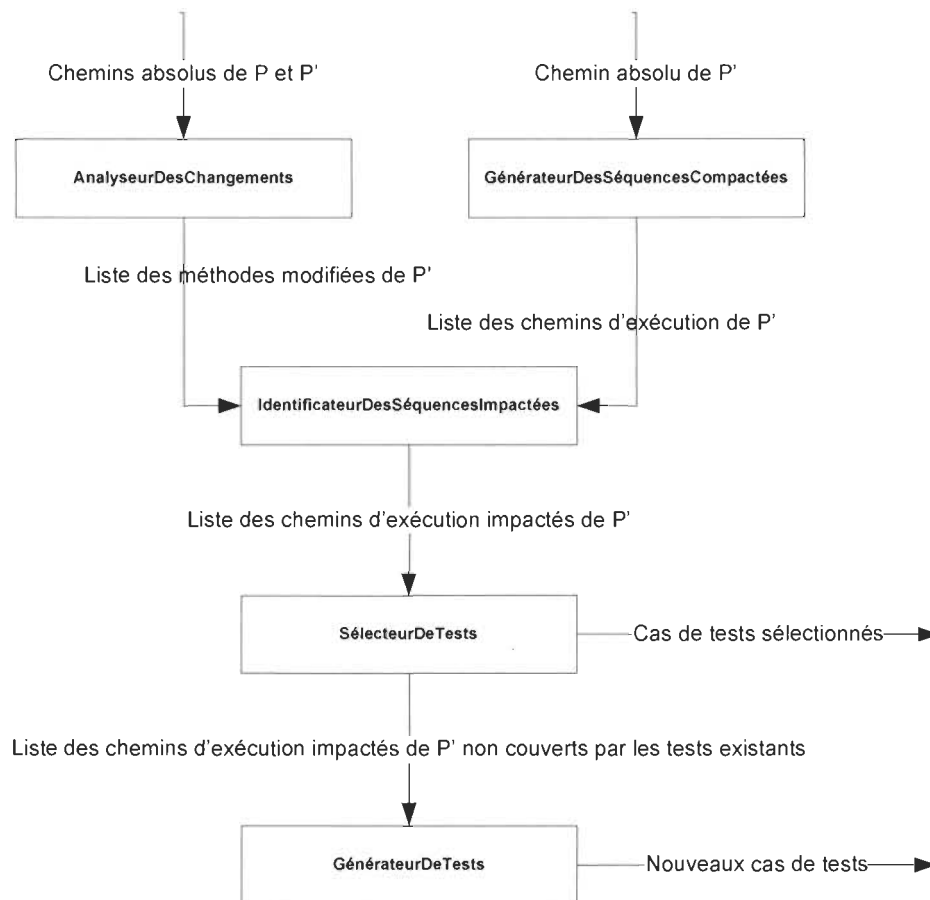 Chemins absolus de P et P'
Chemin absolu de P'
AnalyseurDesChangements
GénérateurDesSéquencesCompactées
Liste des méthodes modifiées de P'
Liste des chemins d'exécution de P'
IdentificateurDesSéquencesImpactées
Liste des chemins d'exécution impactés de P'
SélecteurDeTests
Cas de tests sélectionnés
Liste des chemins d'exécution impactés de P' non couverts par les tests existants
GénérateurDeTests
Nouveaux cas de tests